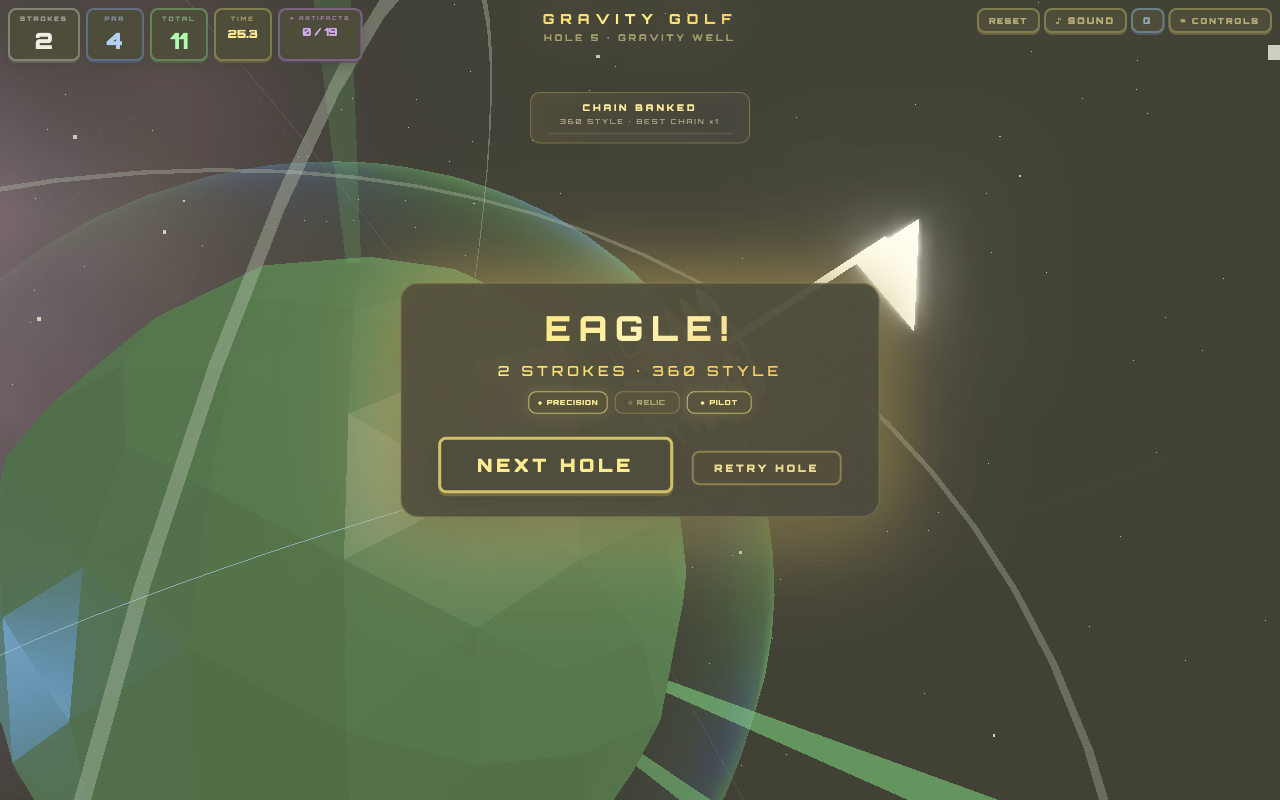 STROKES
2
PAR
4
TOTAL
11
TIME
25.3
ARTIFACTS
0/19
GRAVITY GOLF
HOLE 5 · GRAVITY WELL
RESET
♪ SOUND
G
CONTROLS
CHAIN BANKED
360 STYLE · BEST CHAIN ×1
EAGLE!
2 STROKES · 360 STYLE
◆ PRECISION
◇ RELIC
◆ PILOT
NEXT HOLE
RETRY HOLE